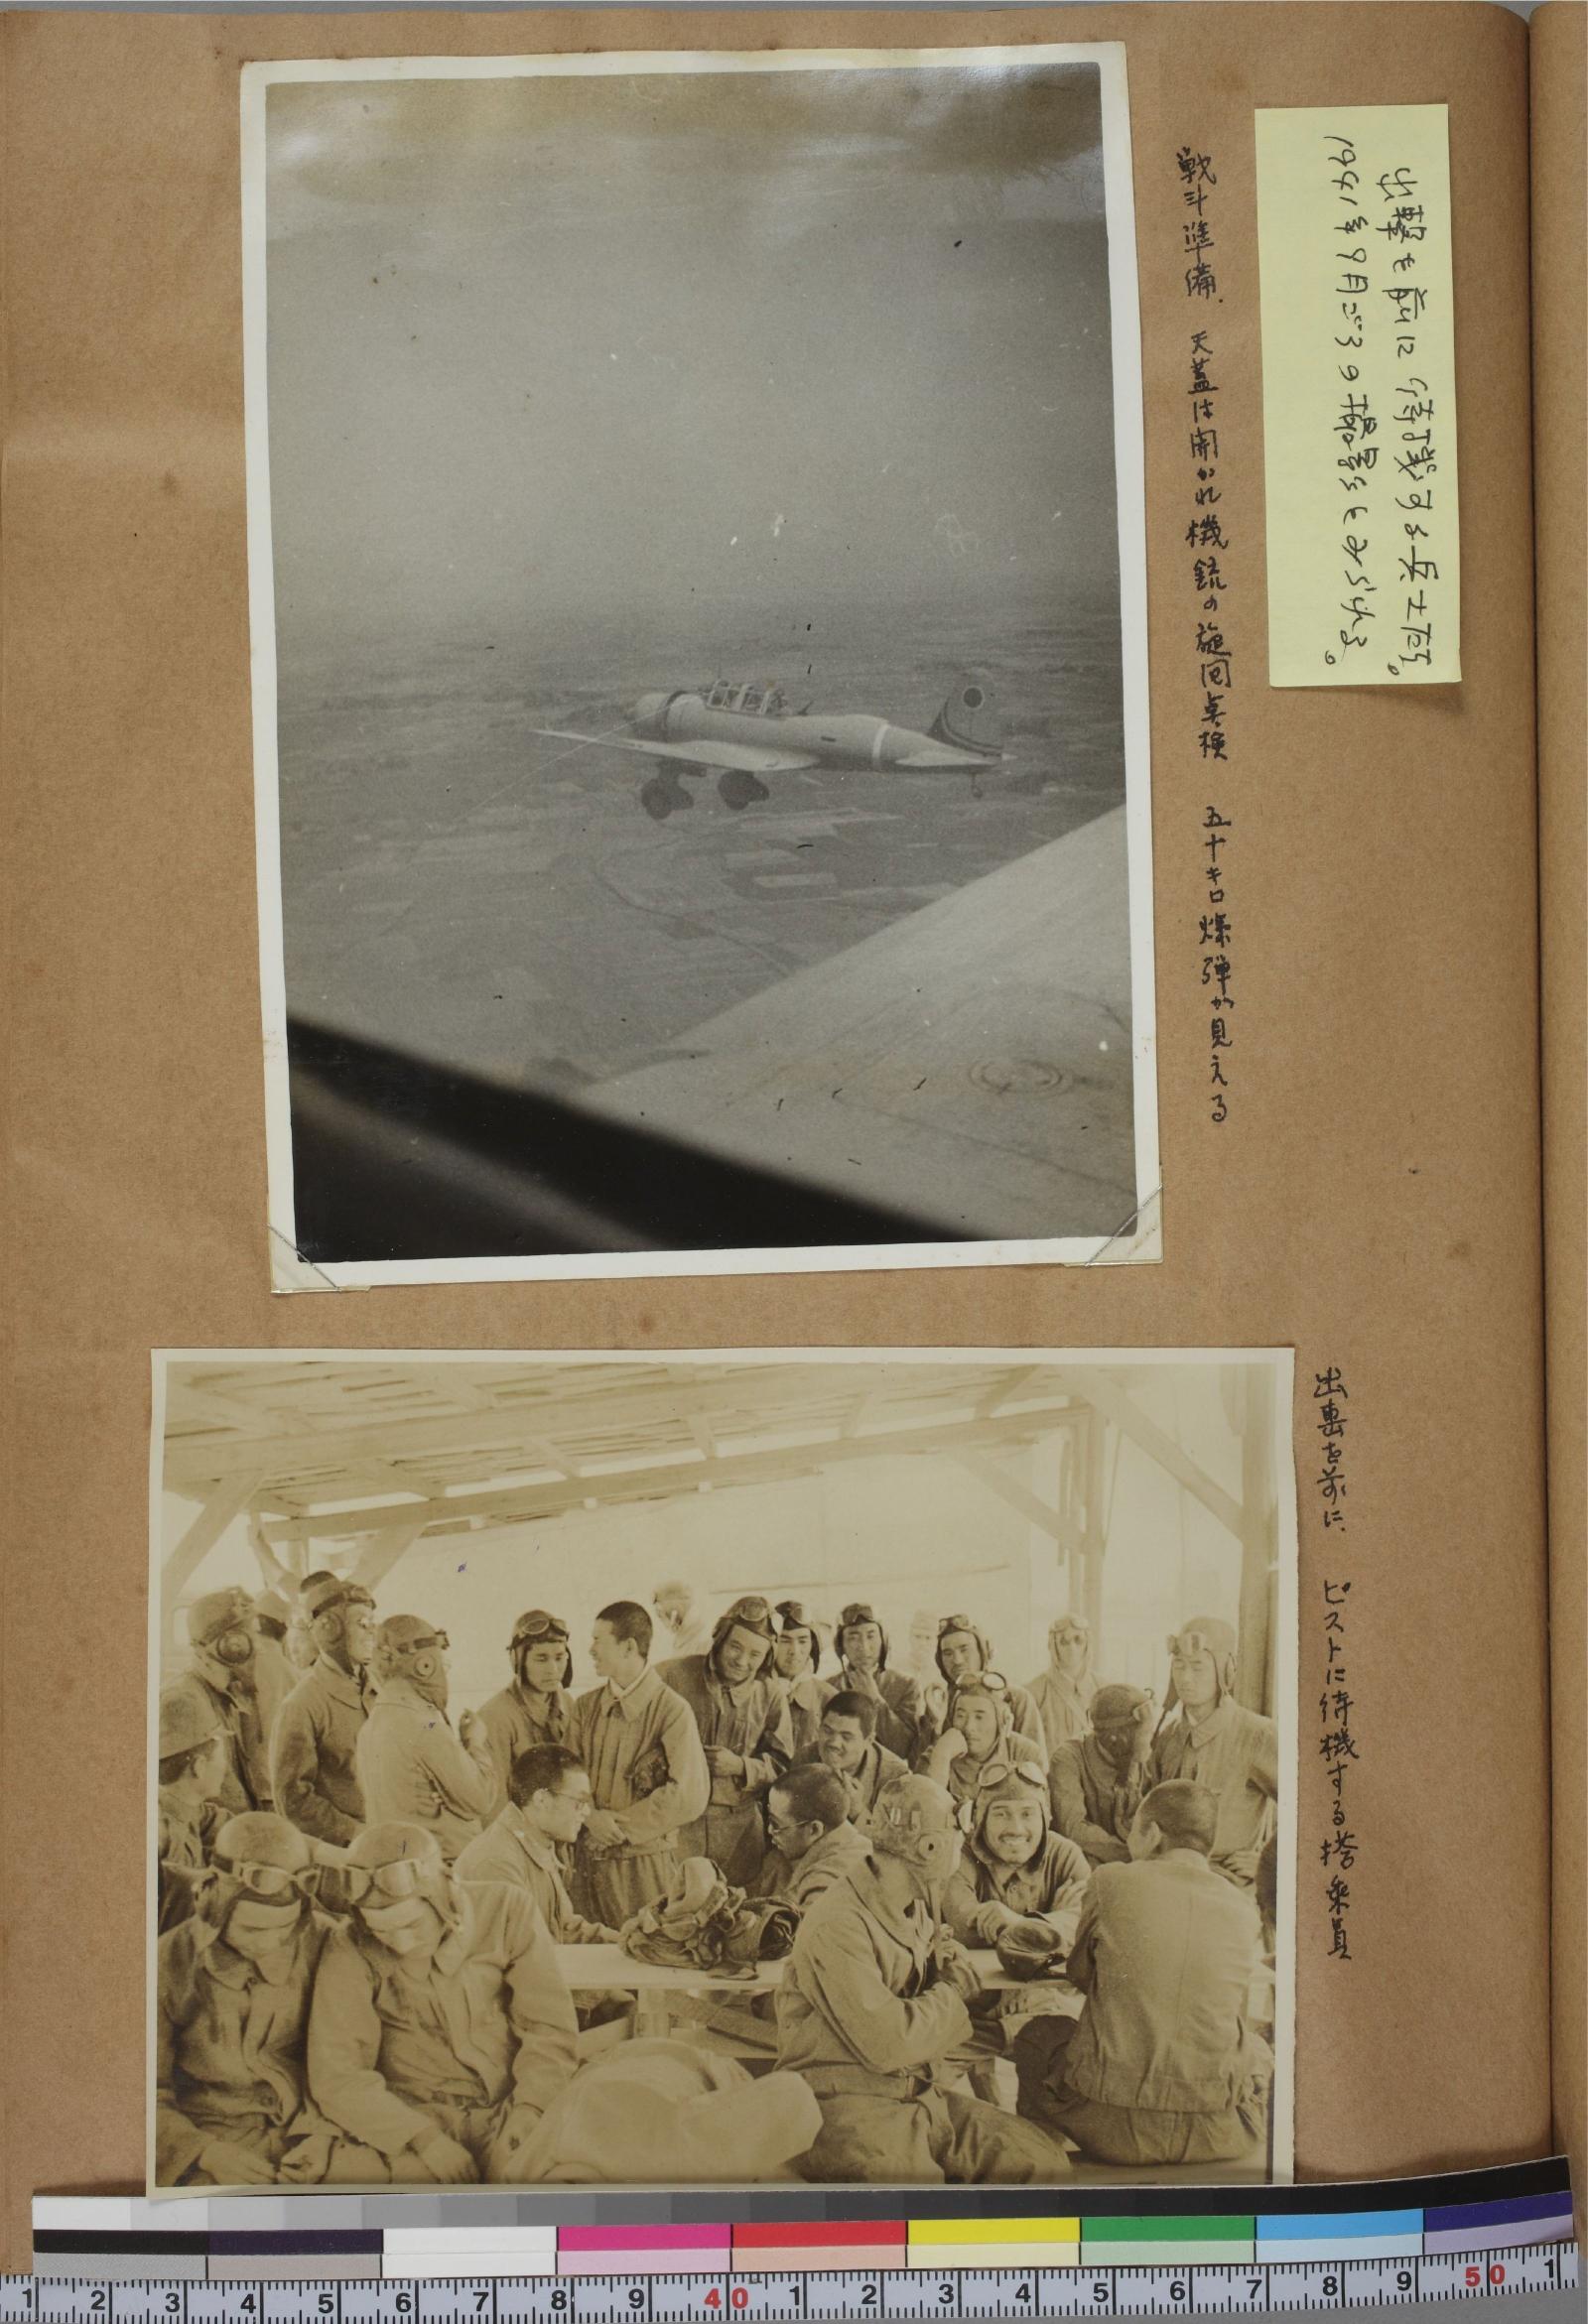 出撃を前に待機する兵士た。
1941年9月ごろの撮影とみられる。
戦斗準備. 天蓋は開かれ機銃の旋回点検 五十キロ爆弾が見える
出撃を前に. ピストに待機する搭乗員
1 2 3 4 5 6 7 8 9 40 1 2 3 4 5 6 7 8 9 50 1